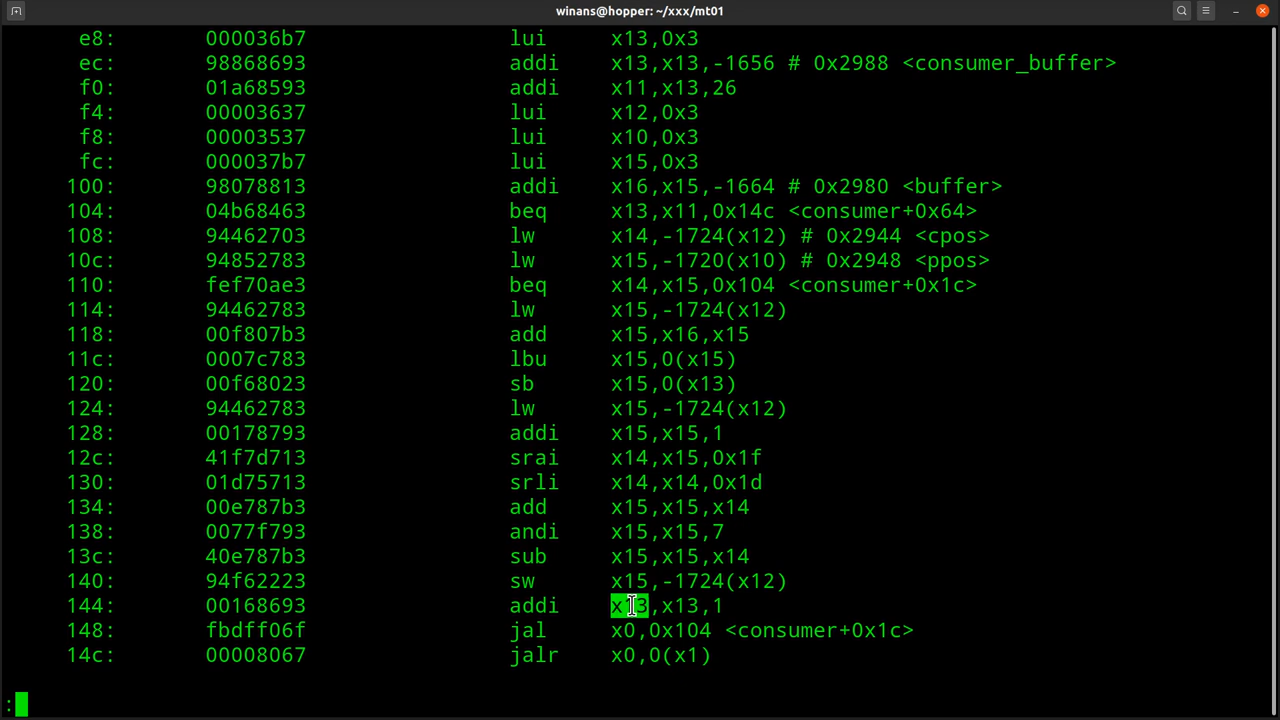 winans@hopper: ~/xxx/mt01
e8: 000036b7 lui x13,0x3
ec: 98868693 addi x13,x13,-1656 # 0x2988 <consumer_buffer>
f0: 01a68593 addi x11,x13,26
f4: 00003637 lui x12,0x3
f8: 00003537 lui x10,0x3
fc: 000037b7 lui x15,0x3
100: 98078813 addi x16,x15,-1664 # 0x2980 <buffer>
104: 04b68463 beq x13,x11,0x14c <consumer+0x64>
108: 94462703 lw x14,-1724(x12) # 0x2944 <cpos>
10c: 94852783 lw x15,-1720(x10) # 0x2948 <ppos>
110: fef70ae3 beq x14,x15,0x104 <consumer+0x1c>
114: 94462783 lw x15,-1724(x12)
118: 00f807b3 add x15,x16,x15
11c: 0007c783 lbu x15,0(x15)
120: 00f68023 sb x15,0(x13)
124: 94462783 lw x15,-1724(x12)
128: 00178793 addi x15,x15,1
12c: 41f7d713 srai x14,x15,0x1f
130: 01d75713 srli x14,x14,0x1d
134: 00e787b3 add x15,x15,x14
138: 0077f793 andi x15,x15,7
13c: 40e787b3 sub x15,x15,x14
140: 94f62223 sw x15,-1724(x12)
144: 00168693 addi x13,x13,1
148: fbdff06f jal x0,0x104 <consumer+0x1c>
14c: 00008067 jalr x0,0(x1)
: